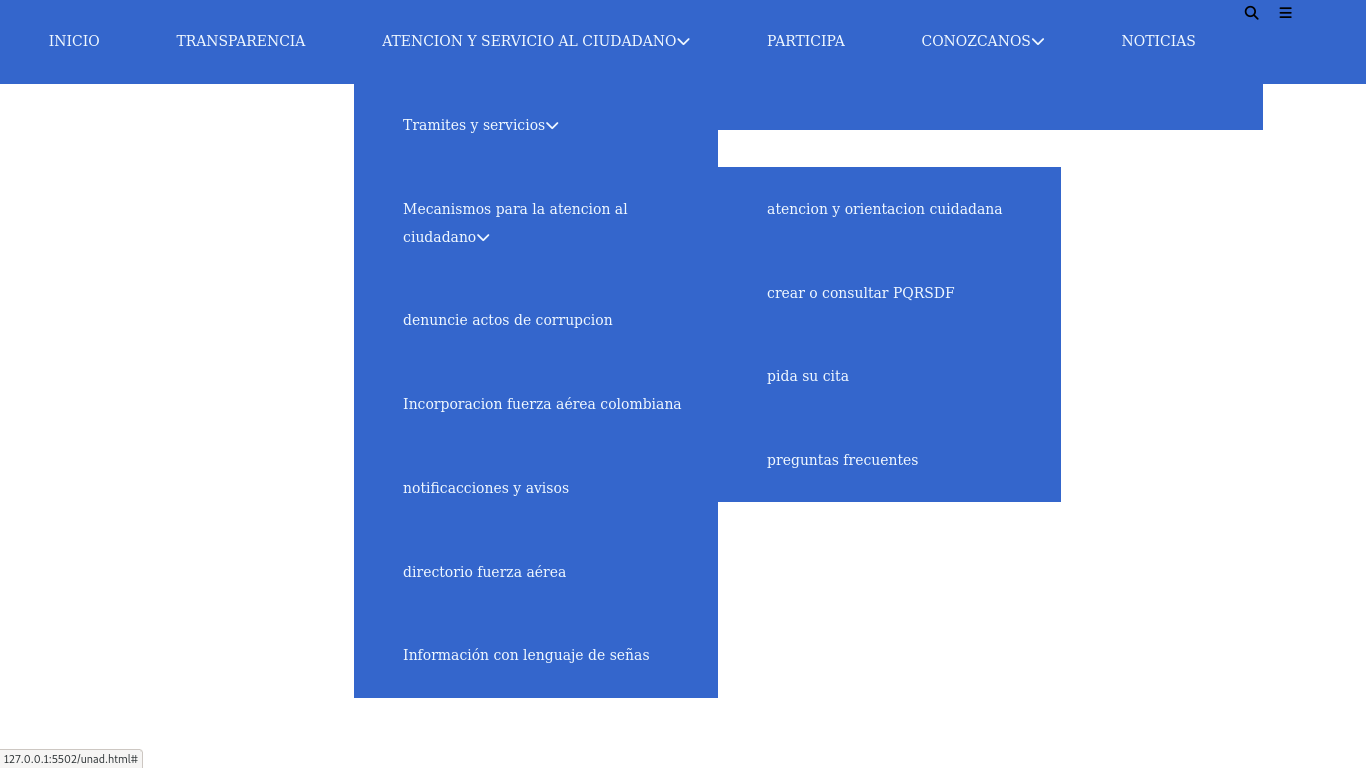 INICIO TRANSPARENCIA ATENCION Y SERVICIO AL CIUDADANO PARTICIPA CONOZCANOS NOTICIAS
Tramites y servicios
Mecanismos para la atencion al
ciudadano
denuncie actos de corrupcion
Incorporacion fuerza aérea colombiana
notificacciones y avisos
directorio fuerza aérea
Información con lenguaje de señas
atencion y orientacion cuidadana
crear o consultar PQRSDF
pida su cita
preguntas frecuentes
127.0.0.1:5502/unad.html#